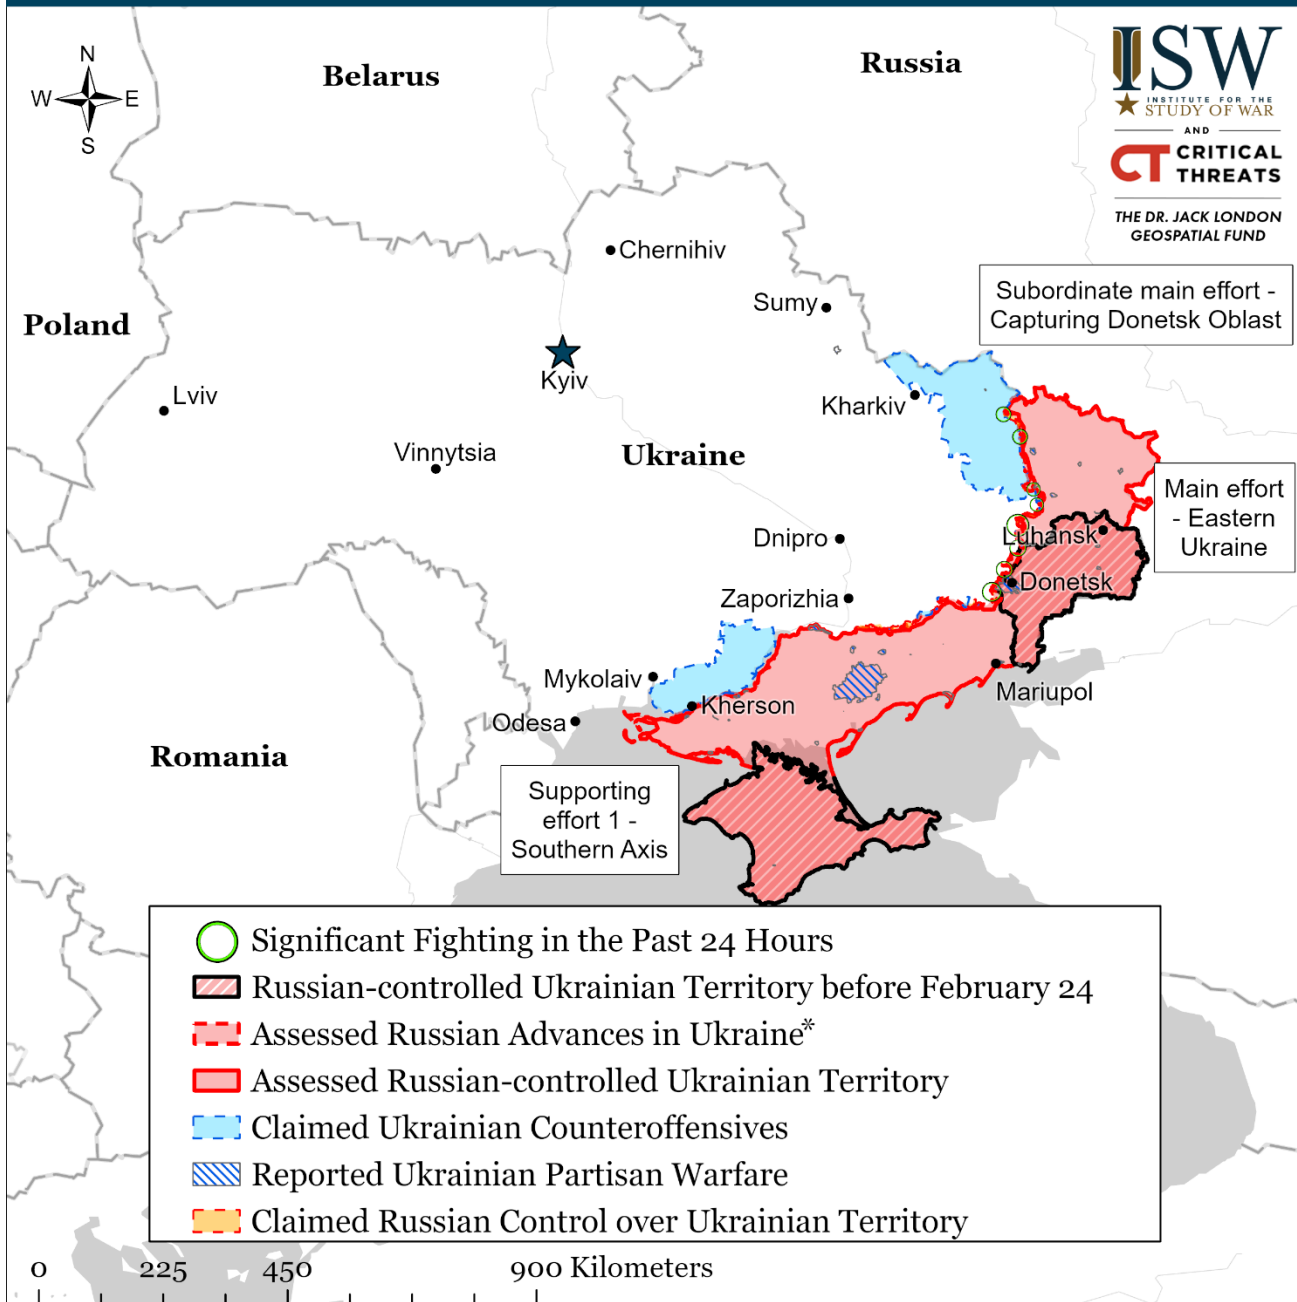 Belarus
Russia
N
W
E
S
ISW
INSTITUTE FOR THE
STUDY OF WAR
AND
CT CRITICAL
THREATS
THE DR. JACK LONDON
GEOSPATIAL FUND
Chernihiv
Subordinate main effort -
Capturing Donetsk Oblast
Sumy
Poland
Kyiv
Lviv
Kharkiv
Vinnytsia
Ukraine
Main effort
- Eastern
Ukraine
Dnipro
Luhansk
Donetsk
Zaporizhia
Mykolaiv
Mariupol
Kherson
Odesa
Romania
Supporting
effort 1 -
Southern Axis
Significant Fighting in the Past 24 Hours
Russian-controlled Ukrainian Territory before February 24
Assessed Russian Advances in Ukraine*
Assessed Russian-controlled Ukrainian Territory
Claimed Ukrainian Counteroffensives
Reported Ukrainian Partisan Warfare
Claimed Russian Control over Ukrainian Territory
0 225 450 900 Kilometers